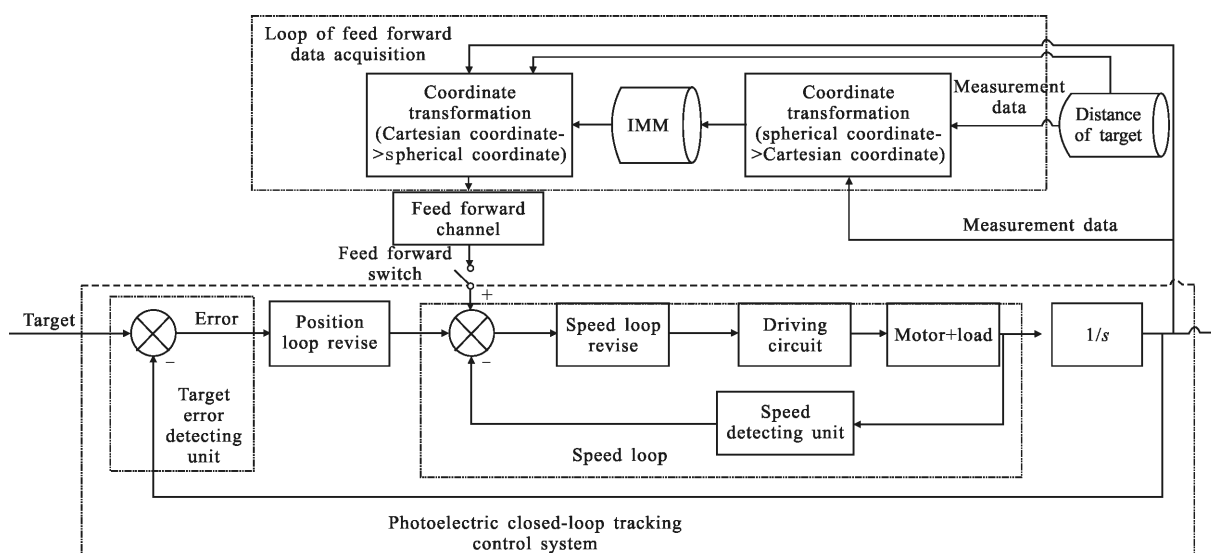 Loop of feed forward
data acquisition
Coordinate
transformation
(Cartesian coordinate-
>spherical coordinate)
IMM
Coordinate
transformation
(spherical coordinate-
>Cartesian coordinate)
Measurement
data
Distance
of target
Feed forward
channel
Measurement data
Feed forward
switch
+
Target
Error
−
Position
loop revise
−
Speed loop
revise
Driving
circuit
Motor+load
1/s
Target
error
detecting
unit
Speed
detecting unit
Speed loop
Photoelectric closed-loop tracking
control system